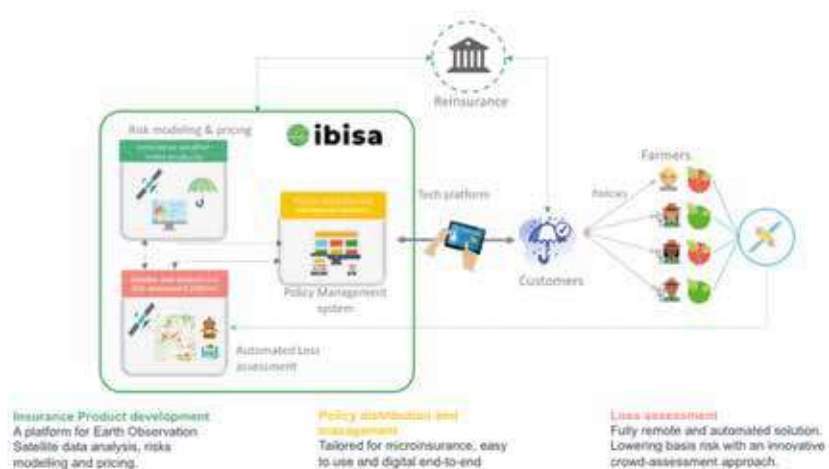 Reinsurance
Risk modeling & pricing
ibisa
Farmers
Policies
Tech platform
Customers
Policy Management
system
Automated Loss
assessment
Insurance Product development
A platform for Earth Observation
Satellite data analysis, risks
modelling and pricing.
Policy distribution and
management
Tailored for microinsurance, easy
to use and digital end-to-end
Loss assessment
Fully remote and automated solution.
Lowering basis risk with an innovative
crowd-assessment approach.